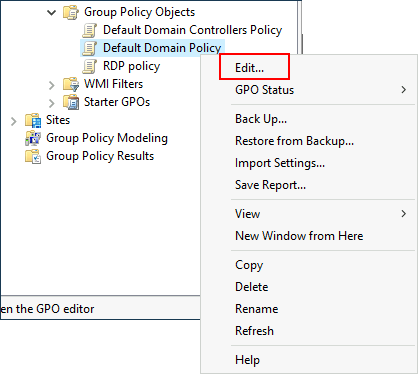 Group Policy Objects
Default Domain Controllers Policy
Default Domain Policy
RDP policy
WMI Filters
Starter GPOs
Sites
Group Policy Modeling
Group Policy Results
en the GPO editor
Edit...
GPO Status
Back Up...
Restore from Backup...
Import Settings...
Save Report...
View
New Window from Here
Copy
Delete
Rename
Refresh
Help